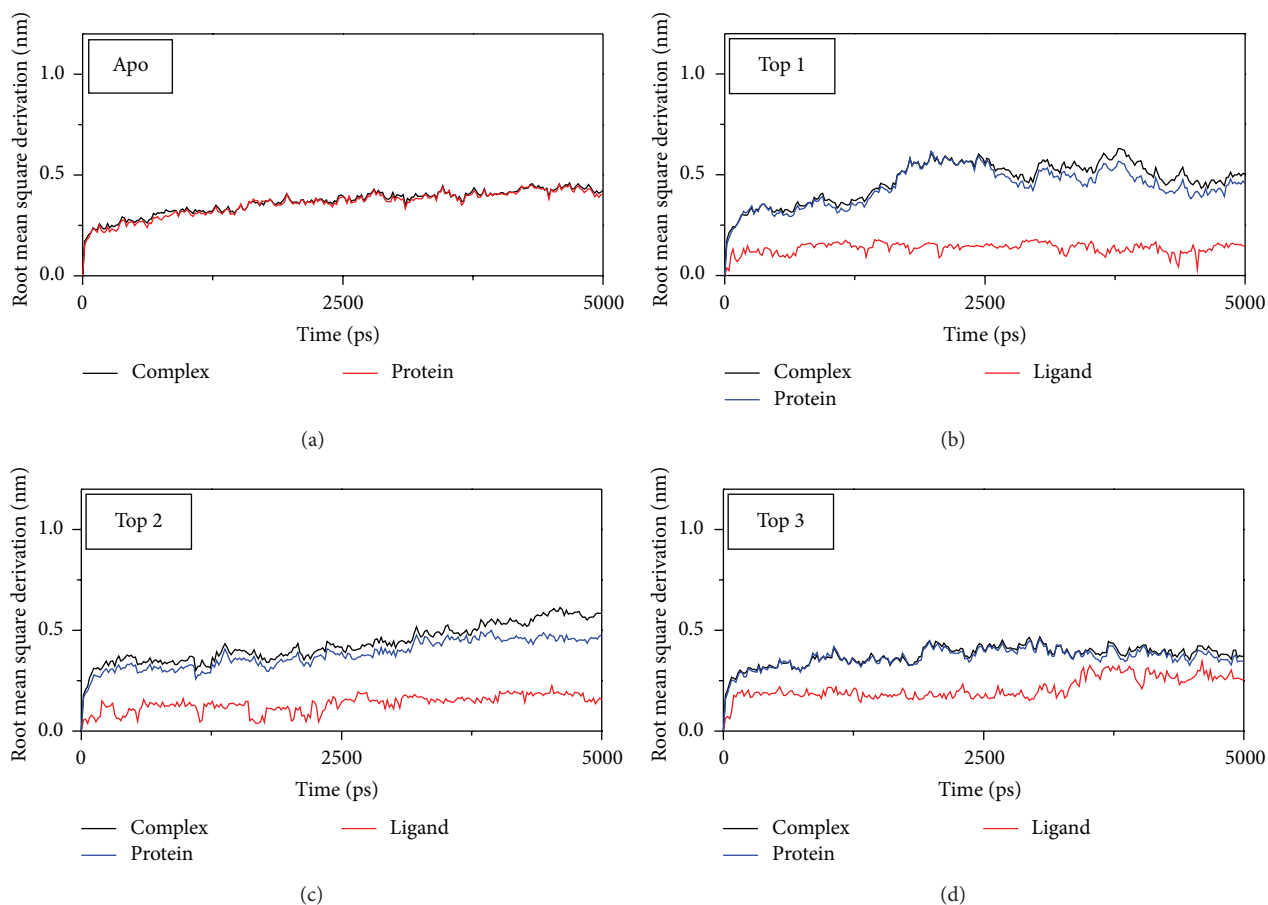 Root mean square derivation (nm)
1.0
0.5
0.0
Apo
0
2500
5000
Time (ps)
Complex
Protein
(a)
Root mean square derivation (nm)
1.0
0.5
0.0
Top 1
0
2500
5000
Time (ps)
Complex
Ligand
Protein
(b)
Root mean square derivation (nm)
1.0
0.5
0.0
Top 2
0
2500
5000
Time (ps)
Complex
Ligand
Protein
(c)
Root mean square derivation (nm)
1.0
0.5
0.0
Top 3
0
2500
5000
Time (ps)
Complex
Ligand
Protein
(d)